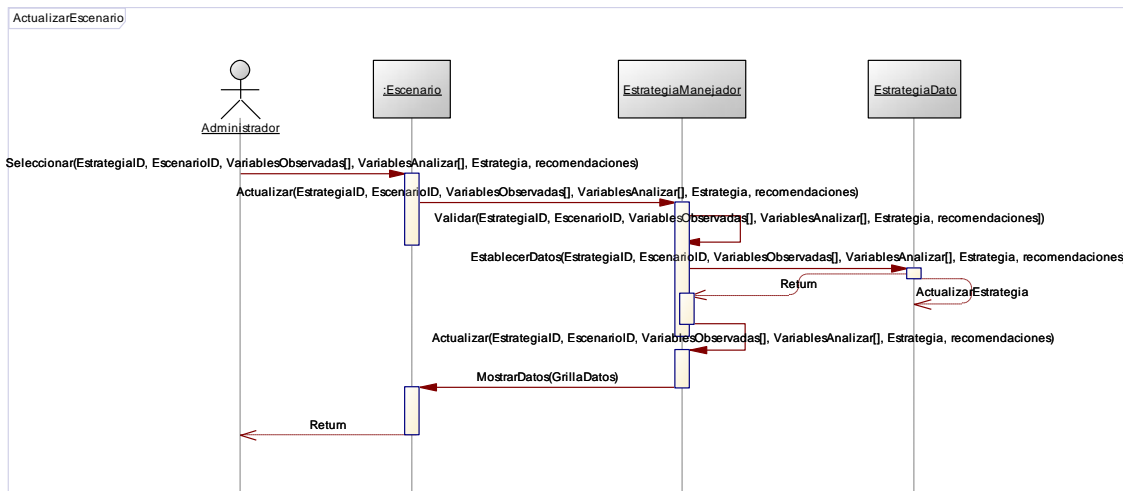 ActualizarEscenario
:Escenario
EstrategiaManejador
EstrategiaDato
Administrador
Seleccionar(EstrategiaID, EscenarioID, VariablesObservadas[], VariablesAnalizar[], Estrategia, recomendaciones)
Actualizar(EstrategiaID, EscenarioID, VariablesObservadas[], VariablesAnalizar[], Estrategia, recomendaciones)
Validar(EstrategiaID, EscenarioID, VariablesObservadas[], VariablesAnalizar[], Estrategia, recomendaciones])
EstablecerDatos(EstrategiaID, EscenarioID, VariablesObservadas[], VariablesAnalizar[], Estrategia, recomendaciones
Return
ActualizarEstrategia
Actualizar(EstrategiaID, EscenarioID, VariablesObservadas[], VariablesAnalizar[], Estrategia, recomendaciones)
MostrarDatos(GrillaDatos)
Return